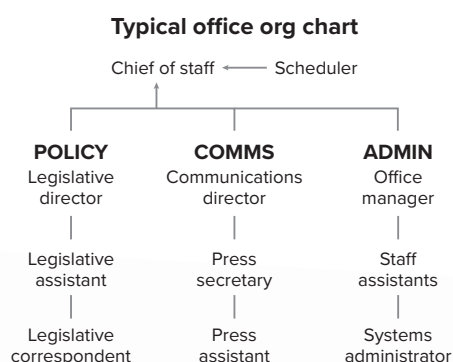 Typical office org chart
Chief of staff
Scheduler
POLICY
Legislative
director
COMMS
Communications
director
ADMIN
Office
manager
Legislative
assistant
Press
secretary
Staff
assistants
Legislative
correspondent
Press
assistant
Systems
administrator